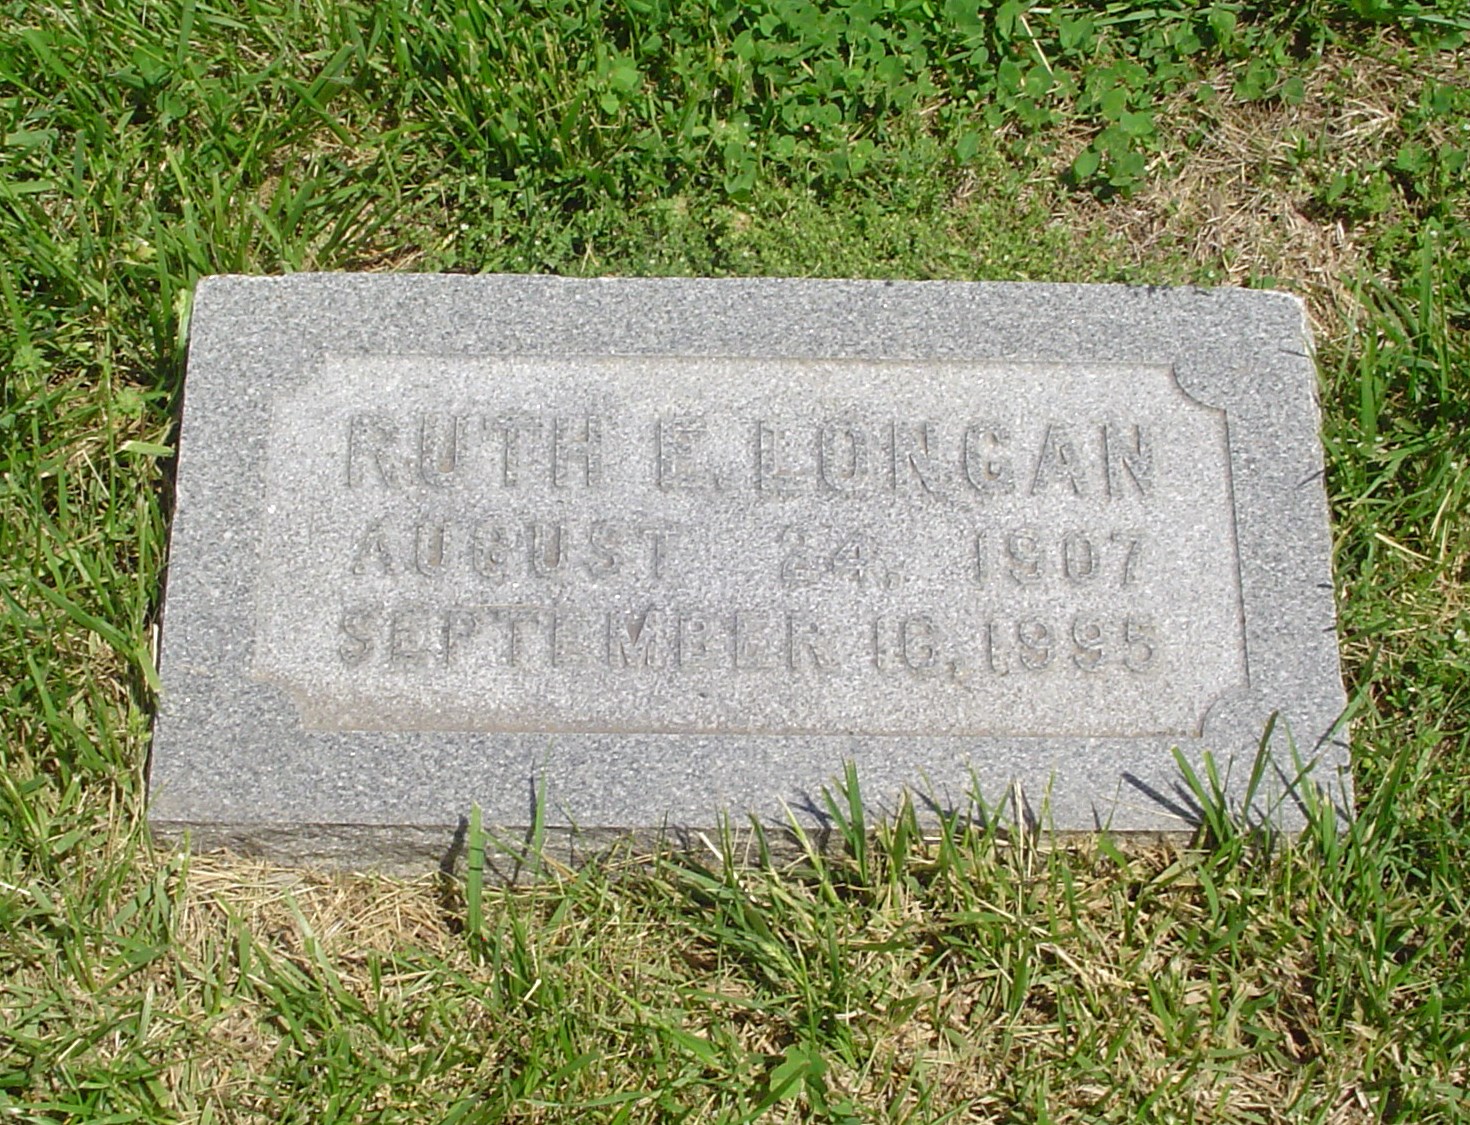 RUTH E. LONGAN
AUGUST 24, 1907
SEPTEMBER 16, 1995